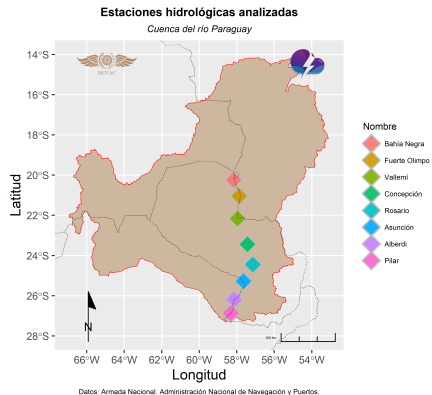 Estaciones hidrológicas analizadas
Cuenca del río Paraguay
14°S
16°S
18°S
20°S
22°S
24°S
26°S
28°S
Latitud
DINAC
N
66°W 64°W 62°W 60°W 58°W 56°W 54°W
Longitud
Nombre
Bahía Negra
Fuerte Olimpo
Vallemí
Concepción
Rosario
Asunción
Alberdi
Pilar
Datos: Armada Nacional. Administración Nacional de Navegación y Puertos.